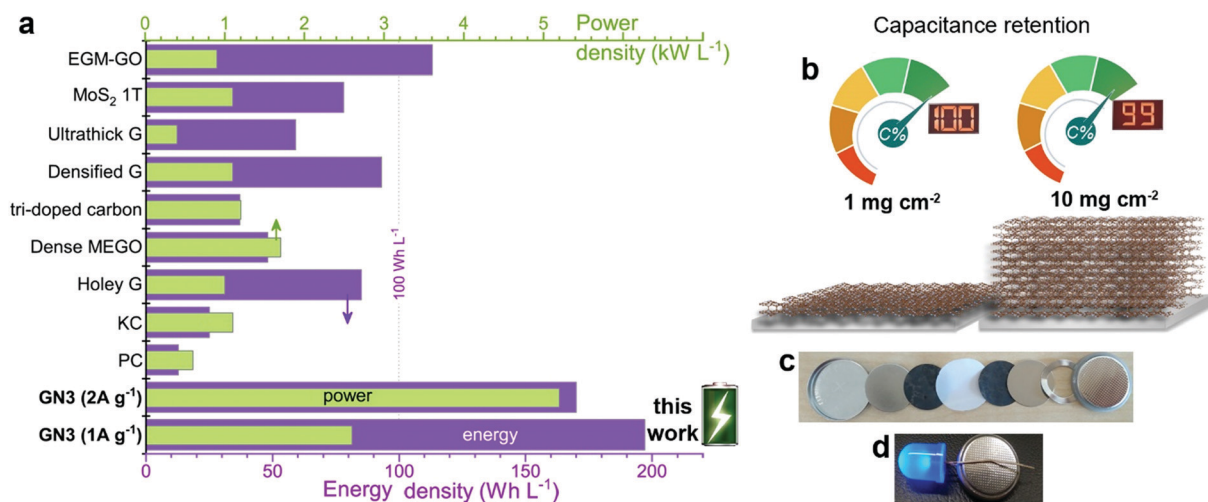 a
0 1 2 3 4 5 Power
density (kW L⁻¹)
EGM-GO
MoS₂ 1T
Ultrathick G
Densified G
tri-doped carbon
Dense MEGO
Holey G
KC
PC
GN3 (2A g⁻¹)
GN3 (1A g⁻¹)
100 Wh L⁻¹
power
energy
this
work
0 50 100 150 200
Energy density (Wh L⁻¹)
Capacitance retention
b
C%
100
C%
99
1 mg cm⁻²
10 mg cm⁻²
c
d